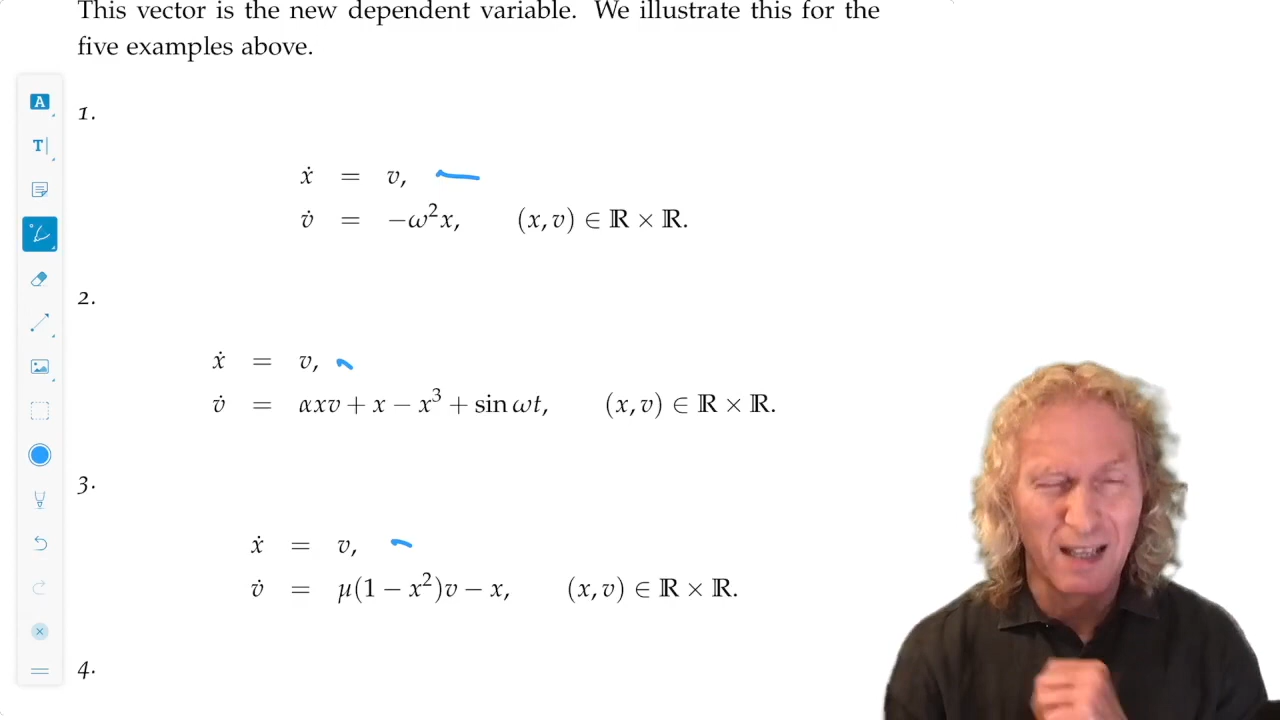 This vector is the new dependent variable. We illustrate this for the
five examples above.
1.
ẋ = v,
v̇ = −ω²x, (x, v) ∈ ℝ × ℝ.
2.
ẋ = v,
v̇ = αxv + x − x³ + sin ωt, (x, v) ∈ ℝ × ℝ.
3.
ẋ = v,
v̇ = μ(1 − x²)v − x, (x, v) ∈ ℝ × ℝ.
4.
A
T